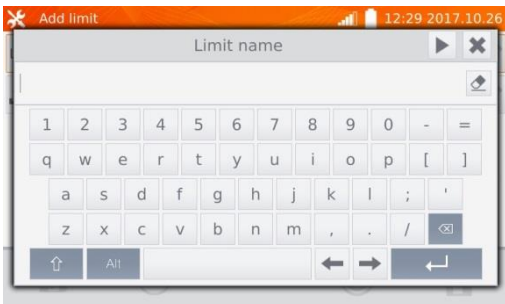 Add limit 12:29 2017.10.26
Limit name
1 2 3 4 5 6 7 8 9 0 - =
q w e r t y u i o p [ ]
a s d f g h j k l ; '
z x c v b n m , . /
Alt